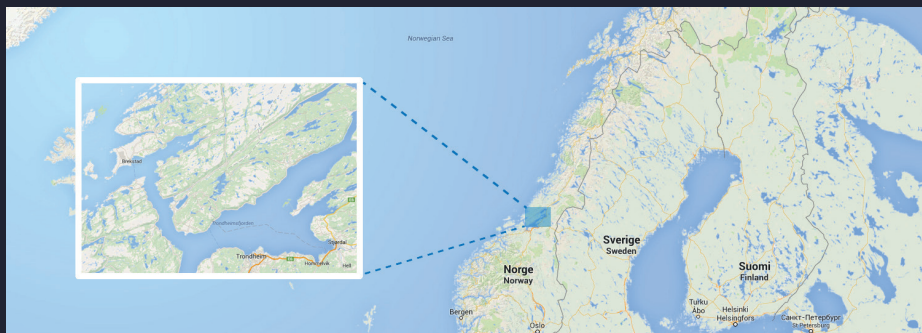 Norwegian Sea
Brekstad
Trondheimsfjorden
Trondheim
Stjørdal
Hommelvik
Hell
Sverige
Sweden
Norge
Norway
Suomi
Finland
Bergen
Oslo
Turku
Åbo
Helsinki
Helsingfors
Санкт-Петербург
St Petersburg